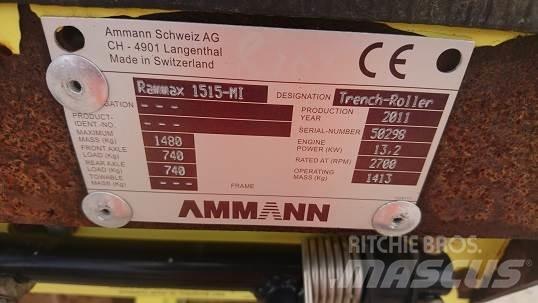 Ammann Schweiz AG
CH - 4901 Langenthal
Made in Switzerland
CE
Rammax 1515-MI
DESIGNATION Trench-Roller
- - -
PRODUCTION YEAR 2011
PRODUCT-IDENT.-NO. - - -
SERIAL-NUMBER 50298
MAXIMUM MASS (Kg) 1480
ENGINE POWER (KW) 13,2
FRONT AXLE LOAD (Kg) 740
RATED AT (RPM) 2700
REAR AXLE LOAD (Kg) 740
OPERATING MASS (Kg) 1413
TOWABLE MASS (Kg) - - -
FRAME
AMMANN
RITCHIE BROS.
MASCUS